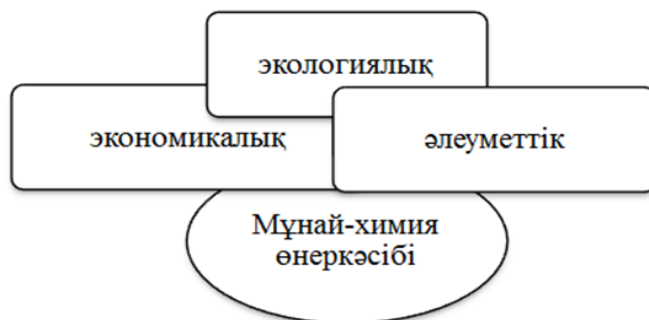 экологиялық
экономикалық
әлеуметтік
Мұнай-химия
өнеркәсібі